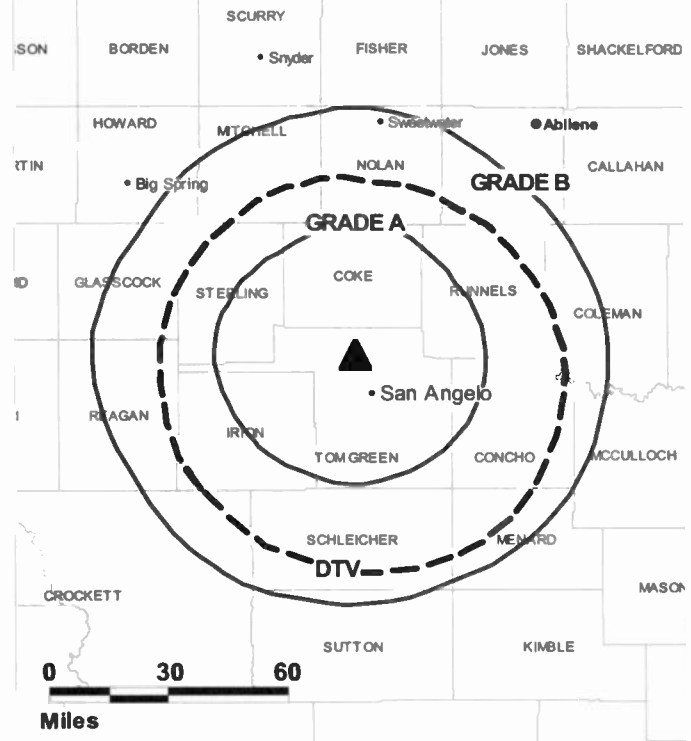 SCURRY
SON
BORDEN
FISHER
JONES
SHACKELFORD
Snyder
HOWARD
MITCHELL
Sweetwater
Abilene
RTIN
NOLAN
CALLAHAN
Big Spring
GRADE B
GRADE A
GLASSCOCK
COKE
STERLING
RUNNELS
COLEMAN
San Angelo
REAGAN
IRION
TOM GREEN
CONCHO
MCCULLOCH
SCHLEICHER
MENARD
DTV
CROCKETT
MASON
SUTTON
KIMBLE
0 30 60
Miles